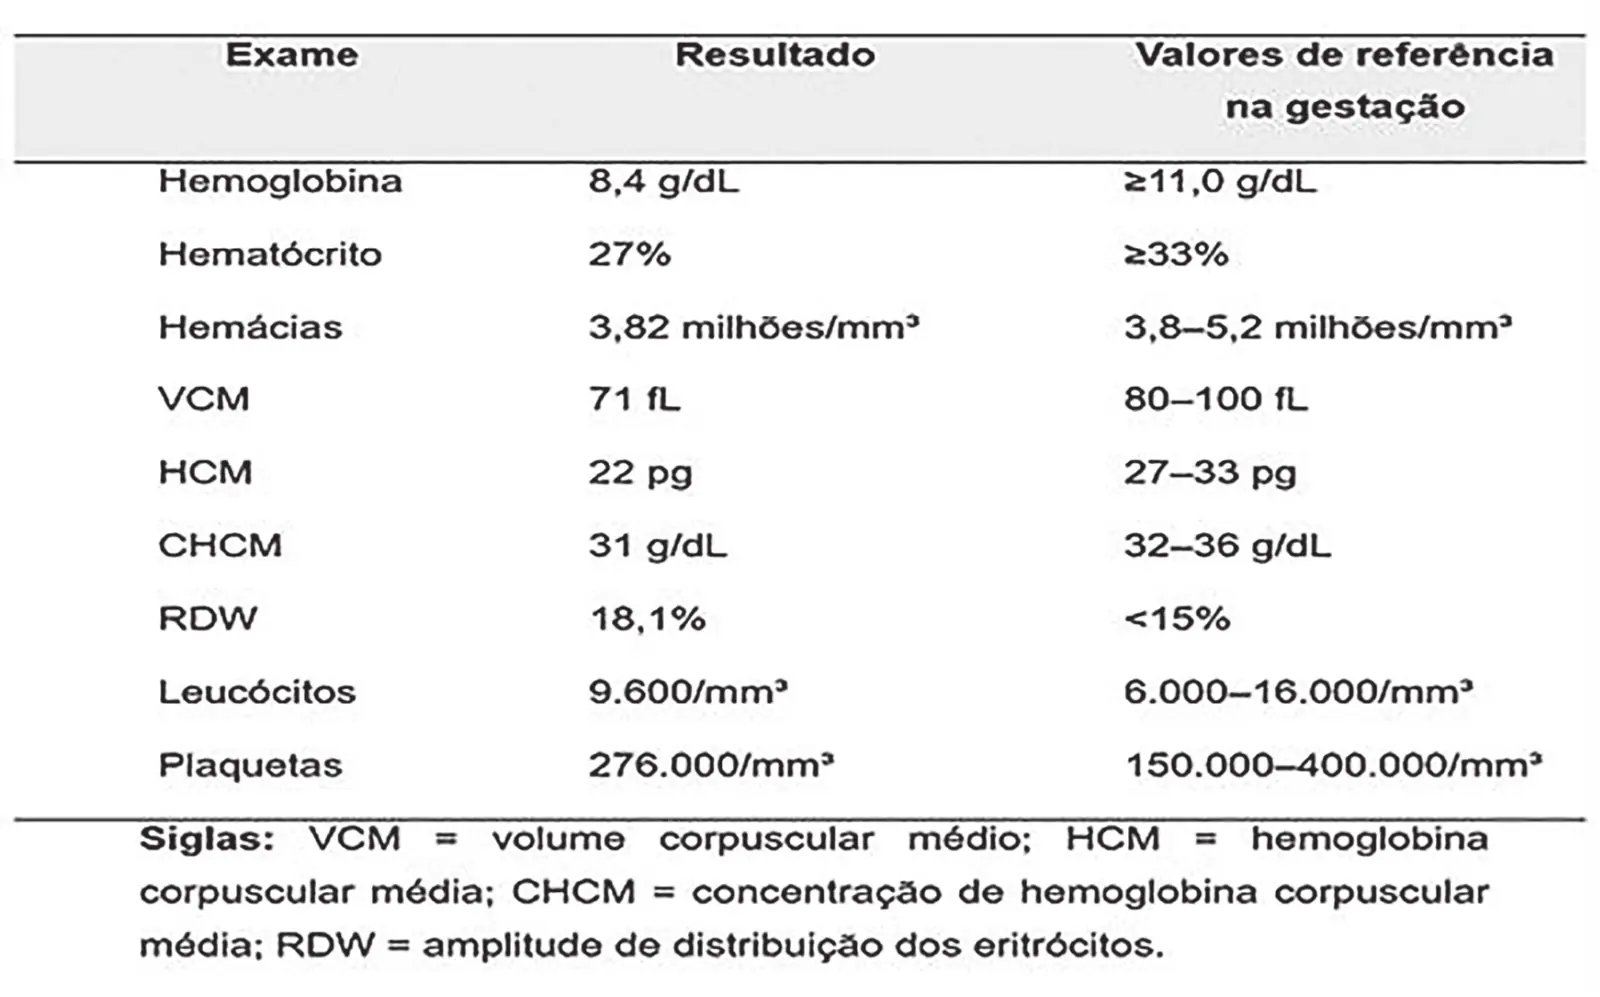 Exame Resultado Valores de referência
na gestação
Hemoglobina 8,4 g/dL ≥11,0 g/dL
Hematócrito 27% ≥33%
Hemácias 3,82 milhões/mm³ 3,8–5,2 milhões/mm³
VCM 71 fL 80–100 fL
HCM 22 pg 27–33 pg
CHCM 31 g/dL 32–36 g/dL
RDW 18,1% <15%
Leucócitos 9.600/mm³ 6.000–16.000/mm³
Plaquetas 276.000/mm³ 150.000–400.000/mm³
Siglas: VCM = volume corpuscular médio; HCM = hemoglobina
corpuscular média; CHCM = concentração de hemoglobina corpuscular
média; RDW = amplitude de distribuição dos eritrócitos.